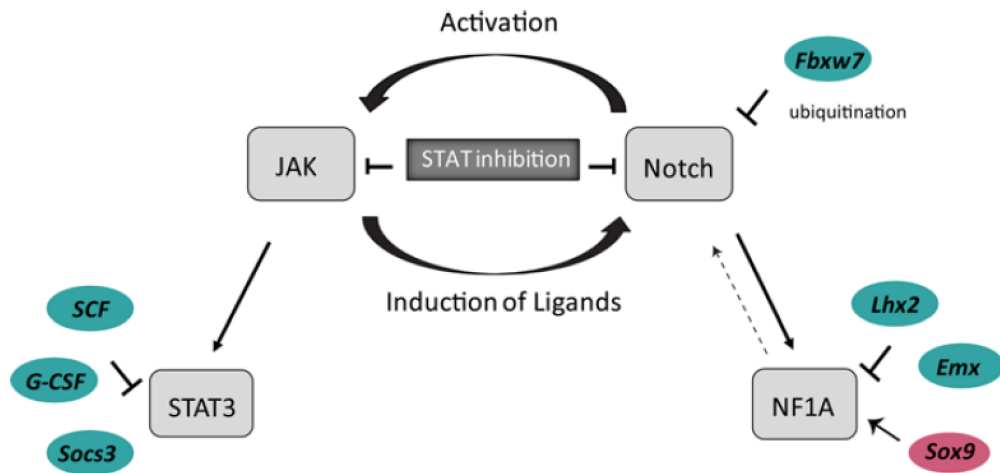 Activation
Fbxw7
ubiquitination
JAK
STAT inhibition
Notch
Induction of Ligands
SCF
Lhx2
G-CSF
Emx
STAT3
NF1A
Socs3
Sox9